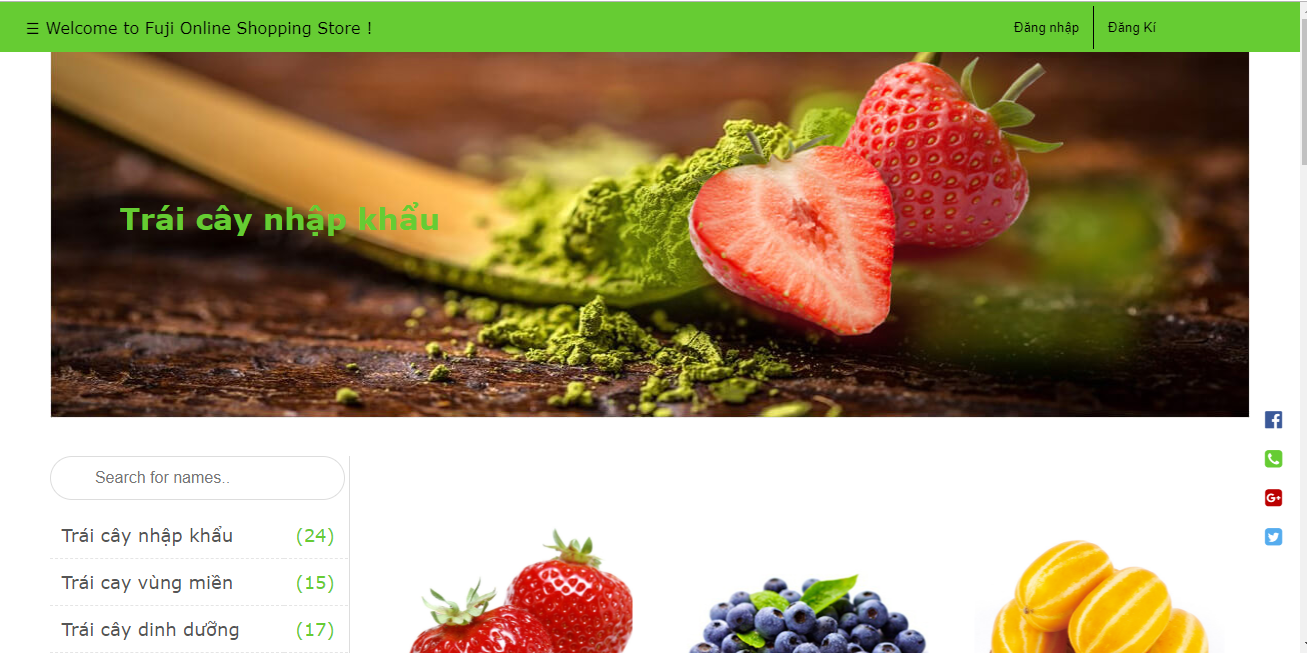 ☰ Welcome to Fuji Online Shopping Store !
Đăng nhập
Đăng Kí
Trái cây nhập khẩu
Search for names..
Trái cây nhập khẩu (24)
Trái cay vùng miền (15)
Trái cây dinh dưỡng (17)